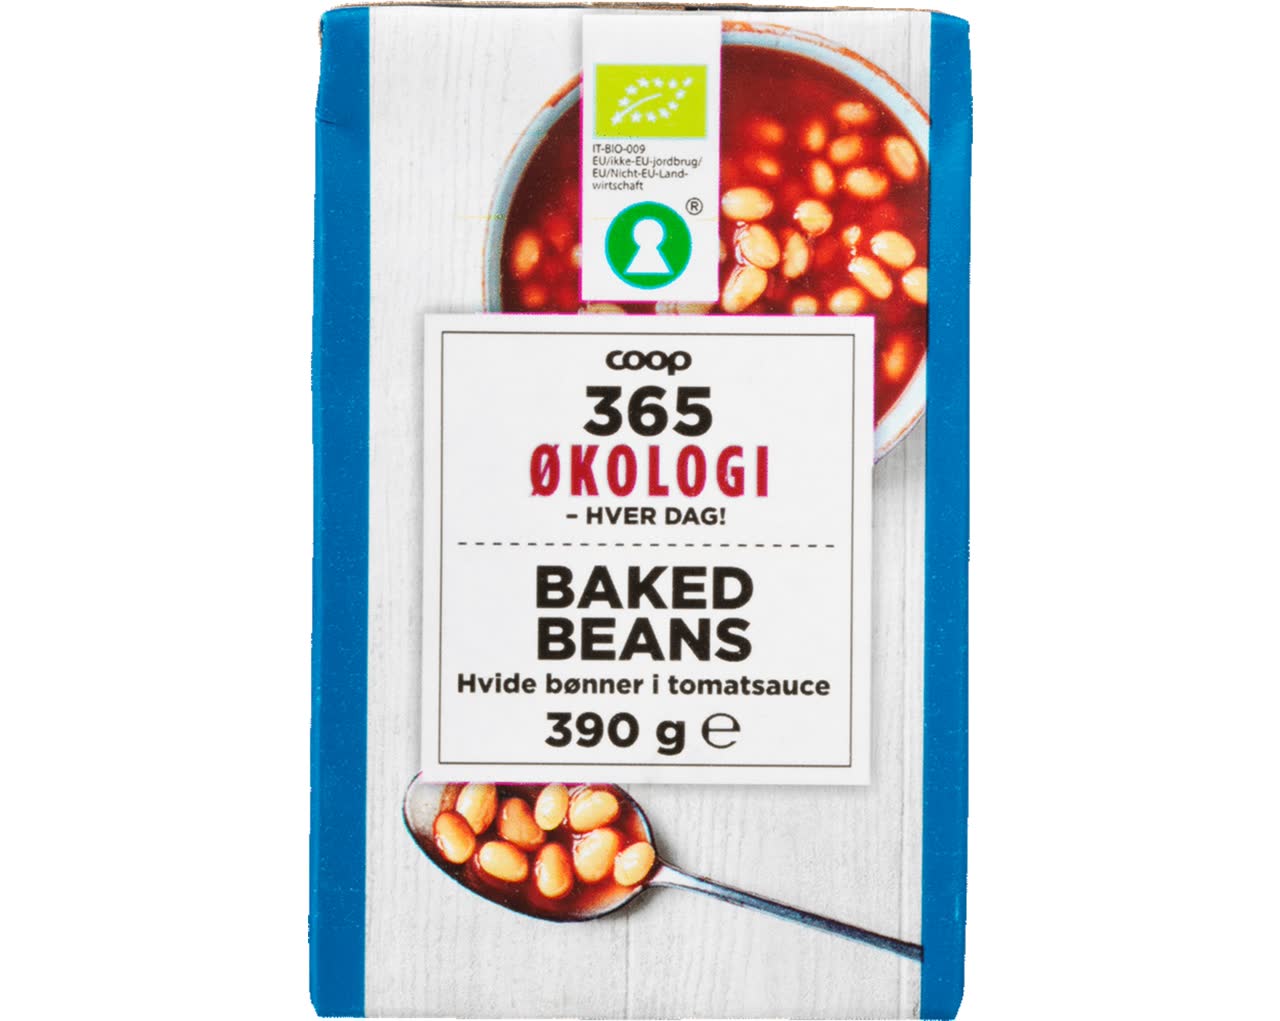 IT-BIO-009
EU/ikke-EU-jordbrug/
EU/Nicht-EU-Land-
wirtschaft
®
coop
365
ØKOLOGI
– HVER DAG!
BAKED
BEANS
Hvide bønner i tomatsauce
390 g ℮